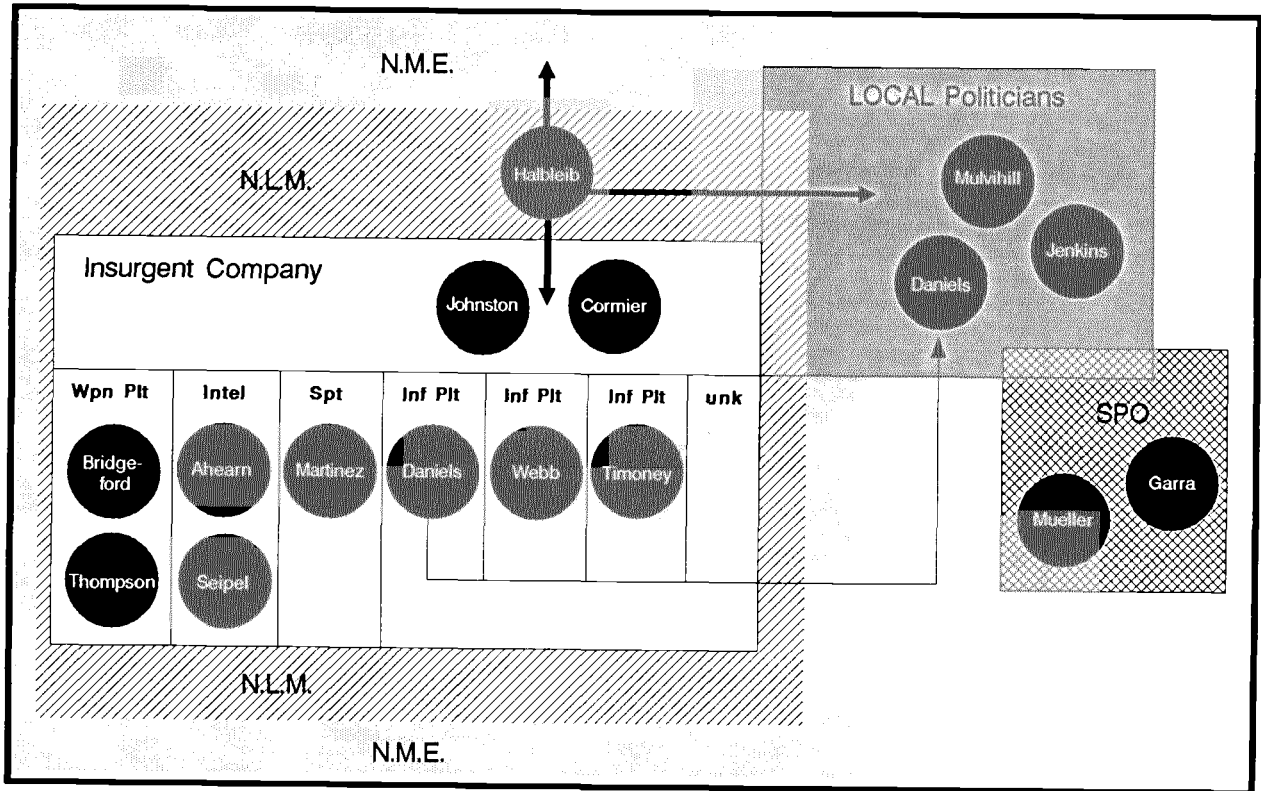 N.M.E.
LOCAL Politicians
N.L.M.
Halbleib
Mulvihill
Jenkins
Daniels
Insurgent Company
Johnston
Cormier
Wpn Plt
Intel
Spt
Inf Plt
Inf Plt
Inf Plt
unk
SPO
Bridge-
ford
Ahearn
Martinez
Daniels
Webb
Timoney
Garra
Mueller
Thompson
Seipel
N.L.M.
N.M.E.